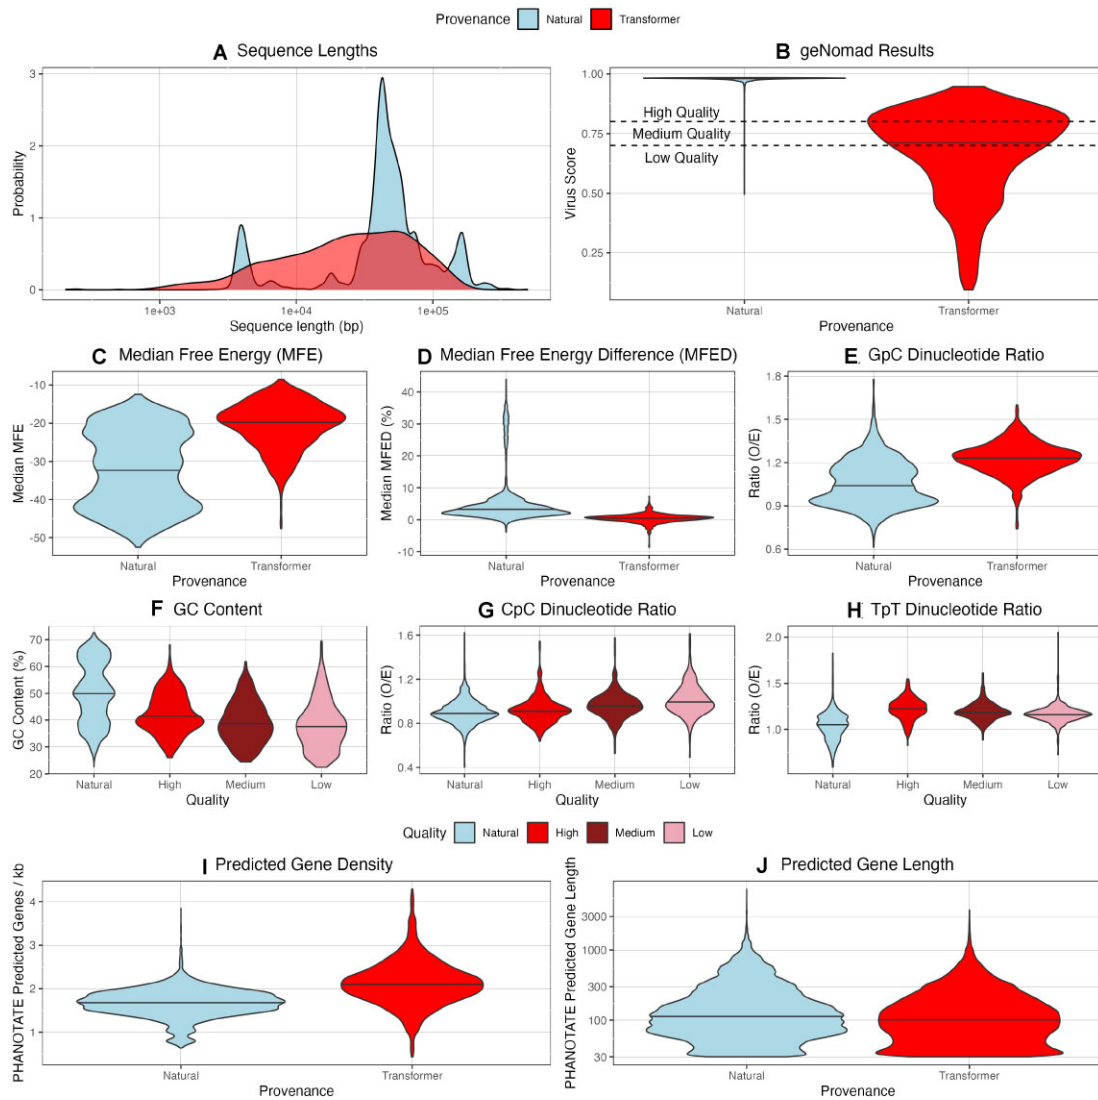 Provenance Natural Transformer
A Sequence Lengths
Probability
3
2
1
0
1e+03 1e+04 1e+05
Sequence length (bp)
B geNomad Results
Virus Score
1.00
0.75
0.50
0.25
High Quality
Medium Quality
Low Quality
Natural Transformer
Provenance
C Median Free Energy (MFE)
Median MFE
-10
-20
-30
-40
-50
Natural Transformer
Provenance
D Median Free Energy Difference (MFED)
Median MFED (%)
40
30
20
10
0
-10
Natural Transformer
Provenance
E. GpC Dinucleotide Ratio
Ratio (O/E)
1.8
1.5
1.2
0.9
0.6
Natural Transformer
Provenance
F GC Content
GC Content (%)
70
60
50
40
30
20
Natural High Medium Low
Quality
G CpC Dinucleotide Ratio
Ratio (O/E)
1.6
1.2
0.8
0.4
Natural High Medium Low
Quality
H. TpT Dinucleotide Ratio
Ratio (O/E)
2.0
1.5
1.0
Natural High Medium Low
Quality
Quality Natural High Medium Low
I Predicted Gene Density
PHANOTATE Predicted Genes / kb
4
3
2
1
Natural Transformer
Provenance
J Predicted Gene Length
PHANOTATE Predicted Gene Length
3000
1000
300
100
30
Natural Transformer
Provenance